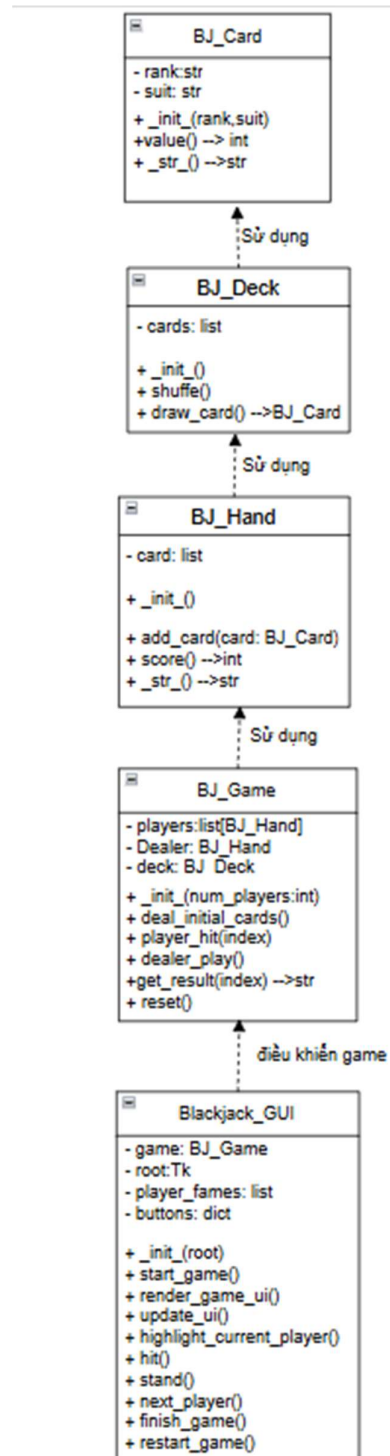 BJ_Card
- rank:str
- suit: str
+ _init_(rank,suit)
+value() --> int
+ _str_() -->str
Sử dụng
BJ_Deck
- cards: list
+ _init_()
+ shuffe()
+ draw_card() -->BJ_Card
Sử dụng
BJ_Hand
- card: list
+ _init_()
+ add_card(card: BJ_Card)
+ score() -->int
+ _str_() -->str
Sử dụng
BJ_Game
- players:list[BJ_Hand]
- Dealer: BJ_Hand
- deck: BJ_Deck
+ _init_(num_players:int)
+ deal_initial_cards()
+ player_hit(index)
+ dealer_play()
+get_result(index) -->str
+ reset()
điều khiển game
Blackjack_GUI
- game: BJ_Game
- root:Tk
- player_fames: list
- buttons: dict
+ _init_(root)
+ start_game()
+ render_game_ui()
+ update_ui()
+ highlight_current_player()
+ hit()
+ stand()
+ next_player()
+ finish_game()
+ restart_game()